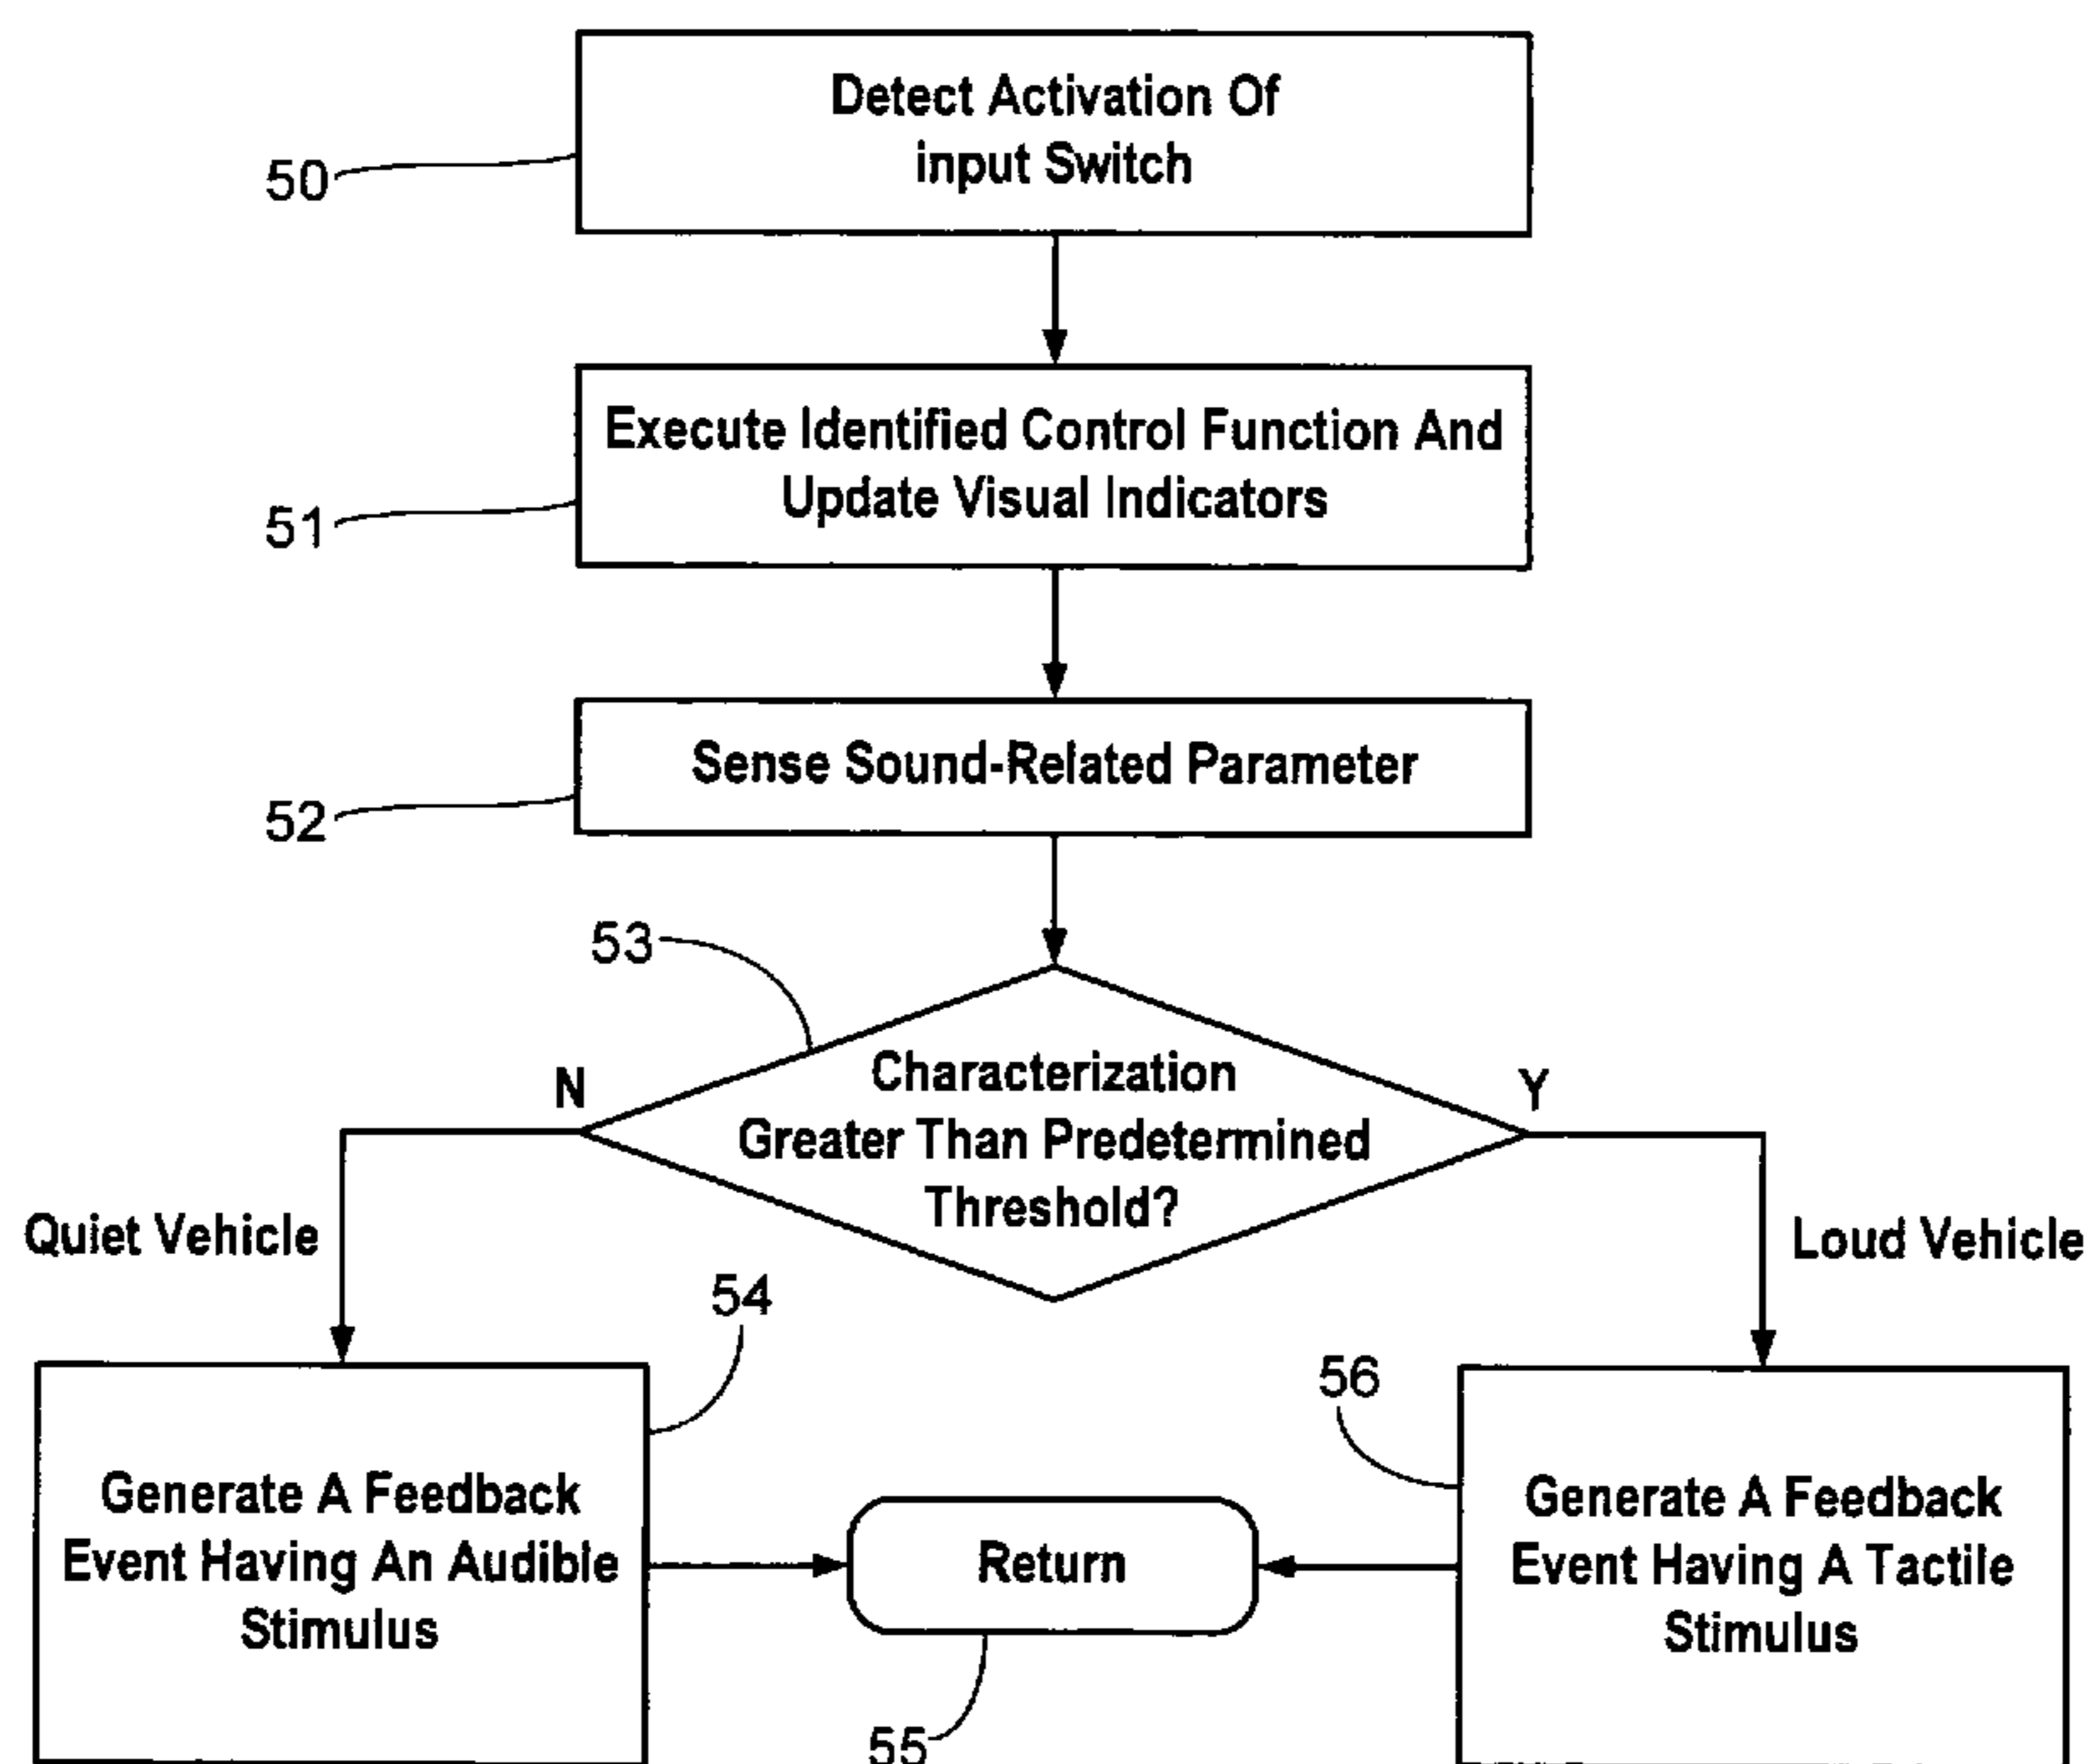 Detect Activation Of
input Switch
50
Execute Identified Control Function And
Update Visual Indicators
51
Sense Sound-Related Parameter
52
53
N
Characterization
Greater Than Predetermined
Threshold?
Y
Quiet Vehicle
Loud Vehicle
54
56
Generate A Feedback
Event Having An Audible
Stimulus
Return
Generate A Feedback
Event Having A Tactile
Stimulus
55